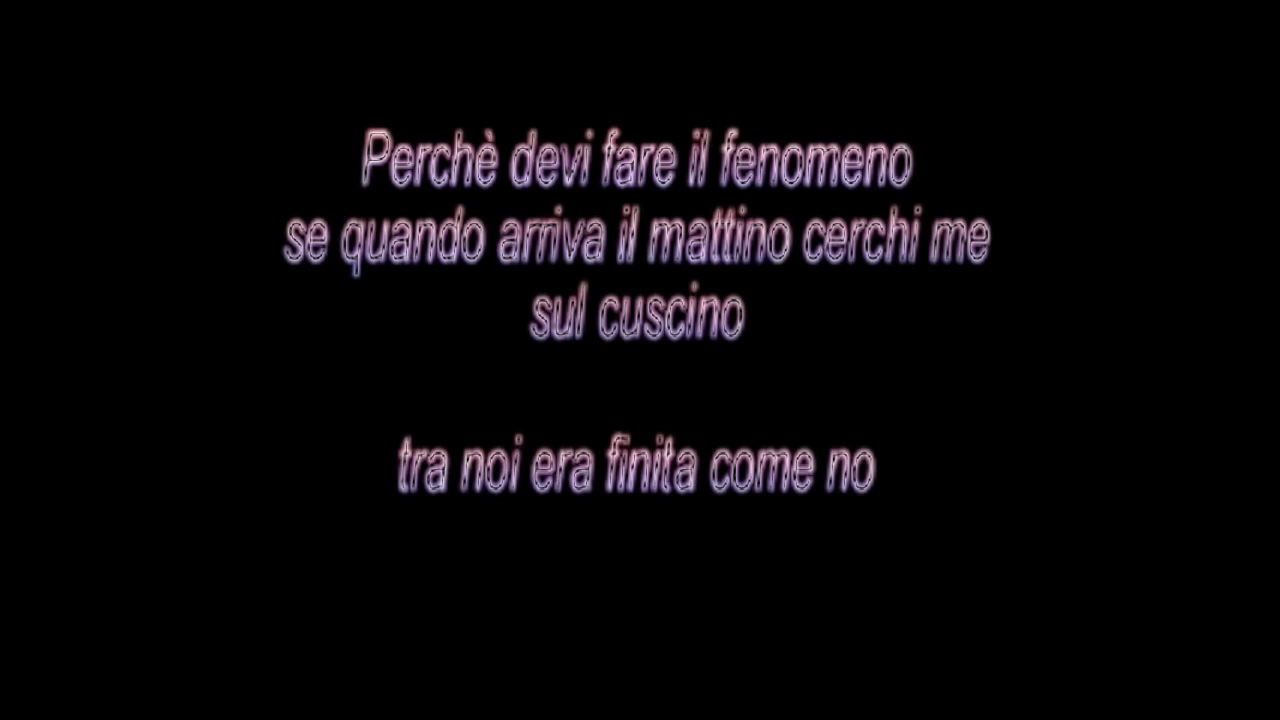 Perchè devi fare il fenomeno
se quando arriva il mattino cerchi me
sul cuscino
tra noi era finita come no